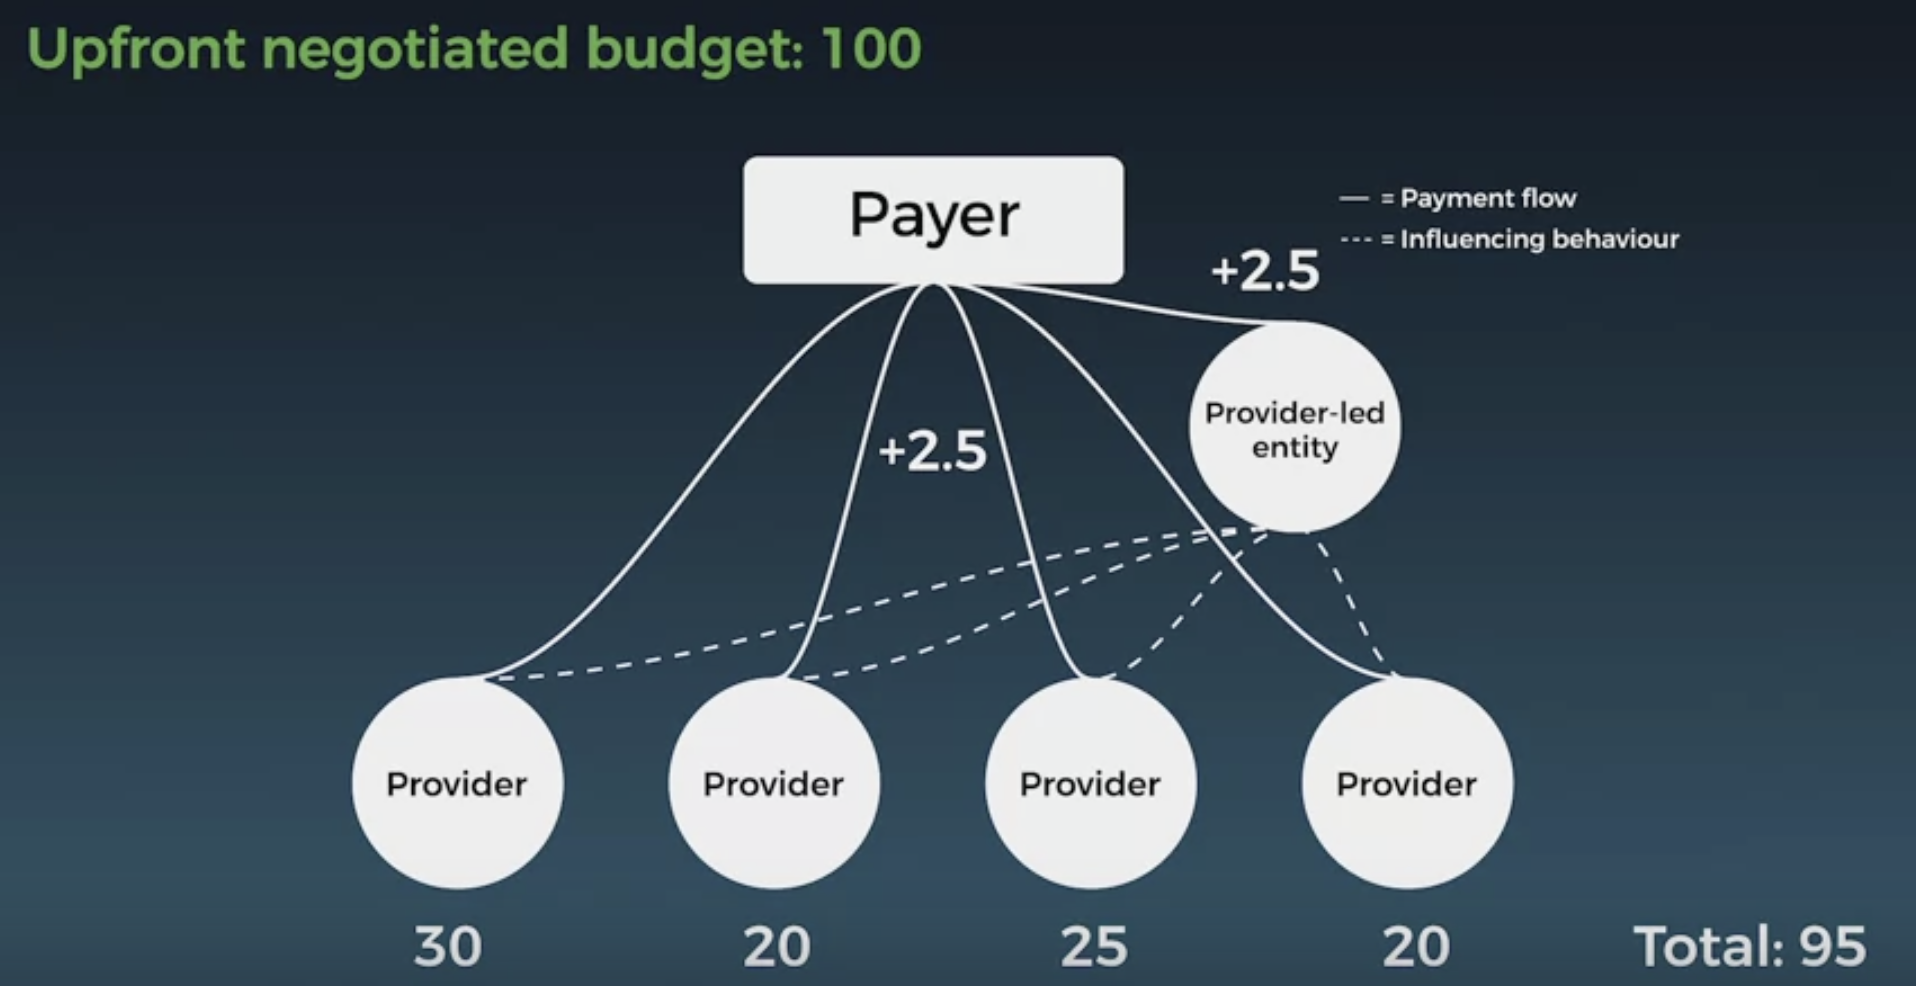 Upfront negotiated budget: 100
Payer
— = Payment flow
--- = Influencing behaviour
+2.5
Provider-led
entity
+2.5
Provider
Provider
Provider
Provider
30
20
25
20
Total: 95